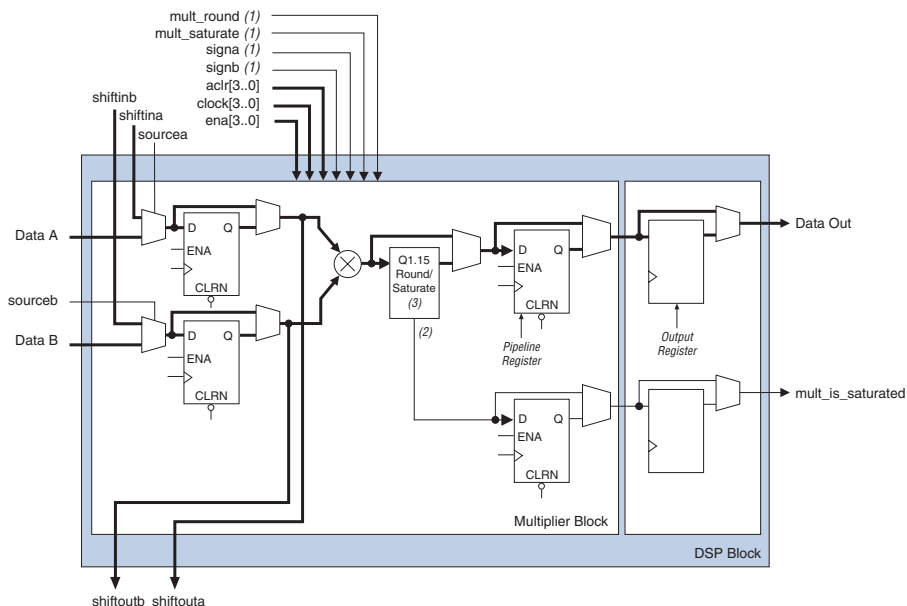 mult_round (1)
mult_saturate (1)
signa (1)
signb (1)
aclr[3..0]
clock[3..0]
ena[3..0]
shiftinb
shiftina
sourcea
Data A
sourceb
Data B
D Q
ENA
CLRN
D Q
ENA
CLRN
Q1.15
Round/
Saturate
(3)
(2)
D Q
ENA
CLRN
Pipeline
Register
D Q
ENA
CLRN
Output
Register
Data Out
mult_is_saturated
Multiplier Block
DSP Block
shiftoutb shiftouta